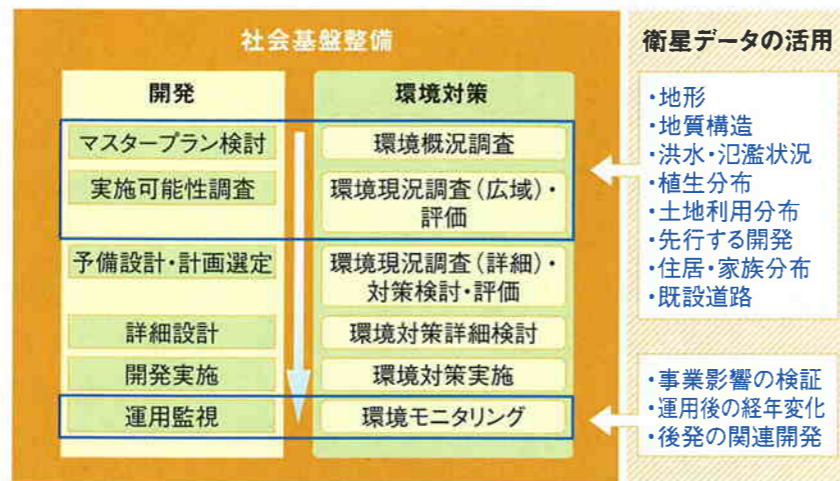 社会基盤整備
開発
マスタープラン検討
実施可能性調査
予備設計・計画選定
詳細設計
開発実施
運用監視
環境対策
環境概況調査
環境現況調査（広域）・
評価
環境現況調査（詳細）・
対策検討・評価
環境対策詳細検討
環境対策実施
環境モニタリング
衛星データの活用
・地形
・地質構造
・洪水・氾濫状況
・植生分布
・土地利用分布
・先行する開発
・住居・家族分布
・既設道路
・事業影響の検証
・運用後の経年変化
・後発の関連開発